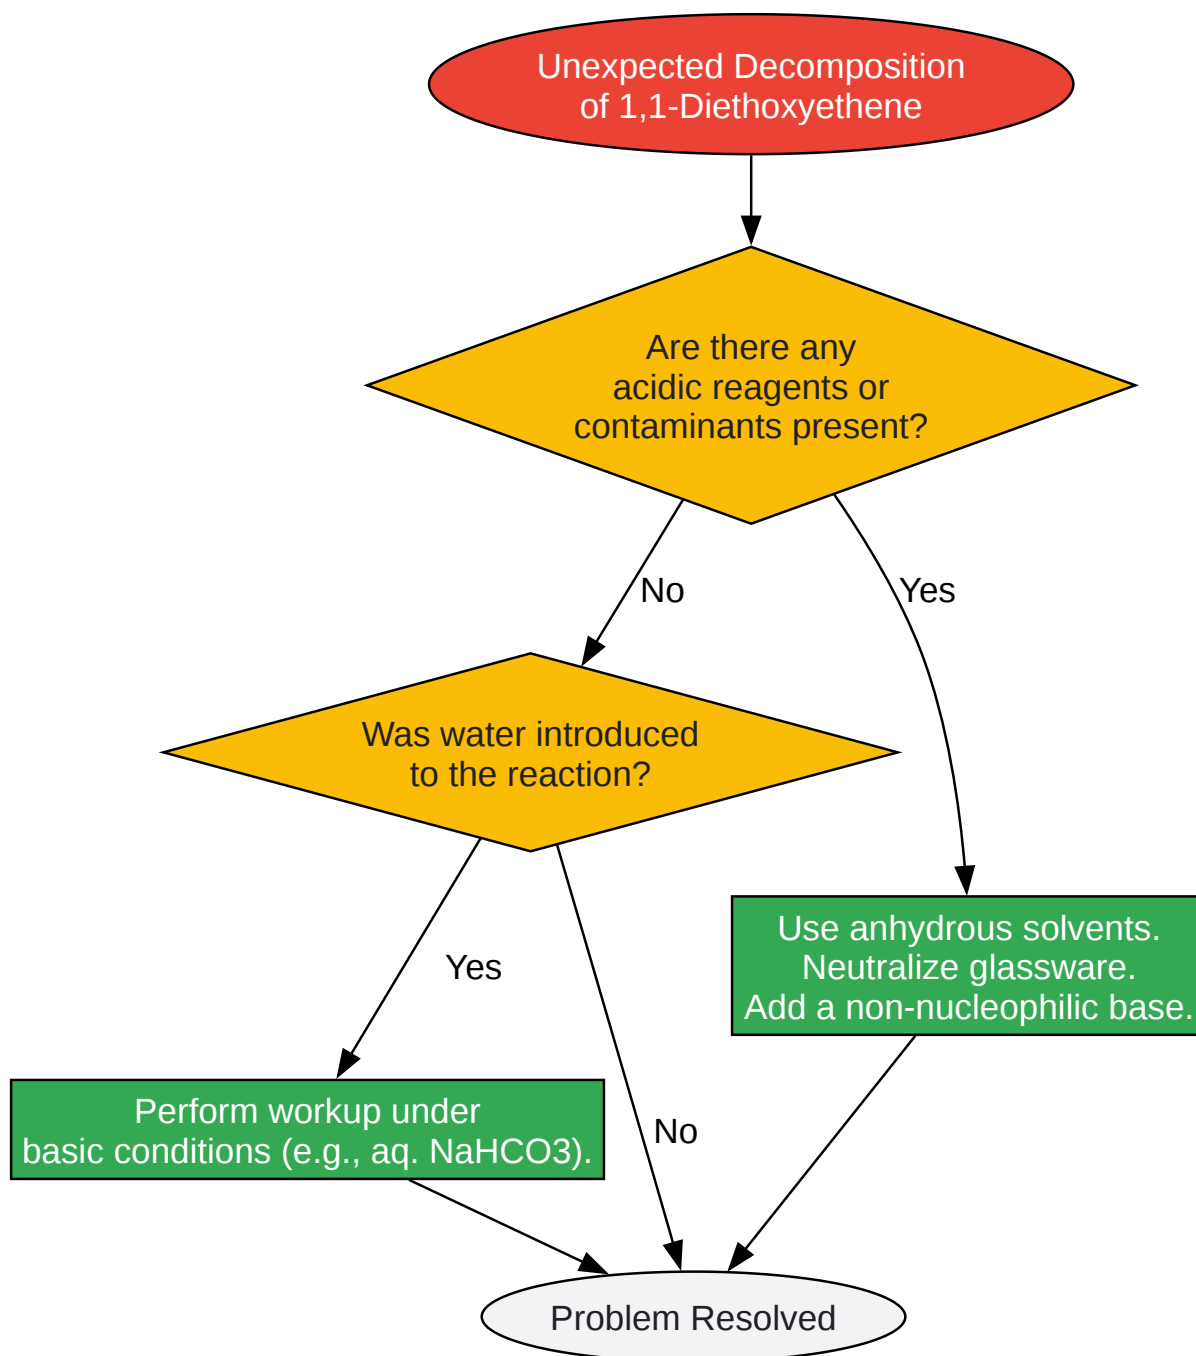 Unexpected Decomposition
of 1,1-Diethoxyethene
Are there any
acidic reagents or
contaminants present?
No
Yes
Was water introduced
to the reaction?
Use anhydrous solvents.
Neutralize glassware.
Add a non-nucleophilic base.
Yes
Perform workup under
basic conditions (e.g., aq. NaHCO3).
No
Problem Resolved